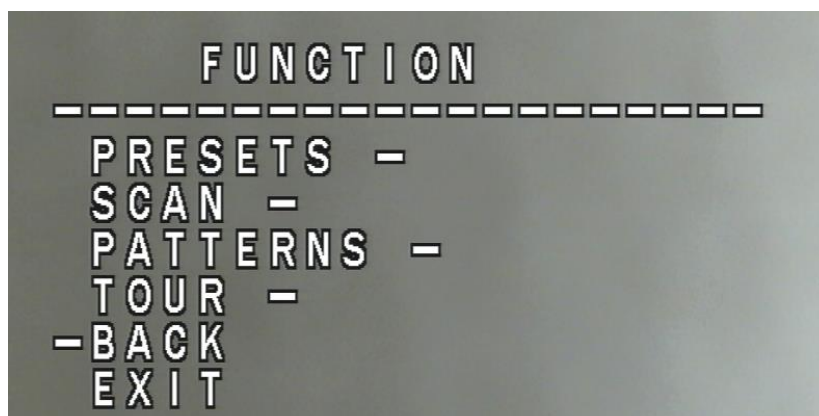 FUNCTION
--------------------
PRESETS -
SCAN -
PATTERNS -
TOUR -
-BACK
EXIT